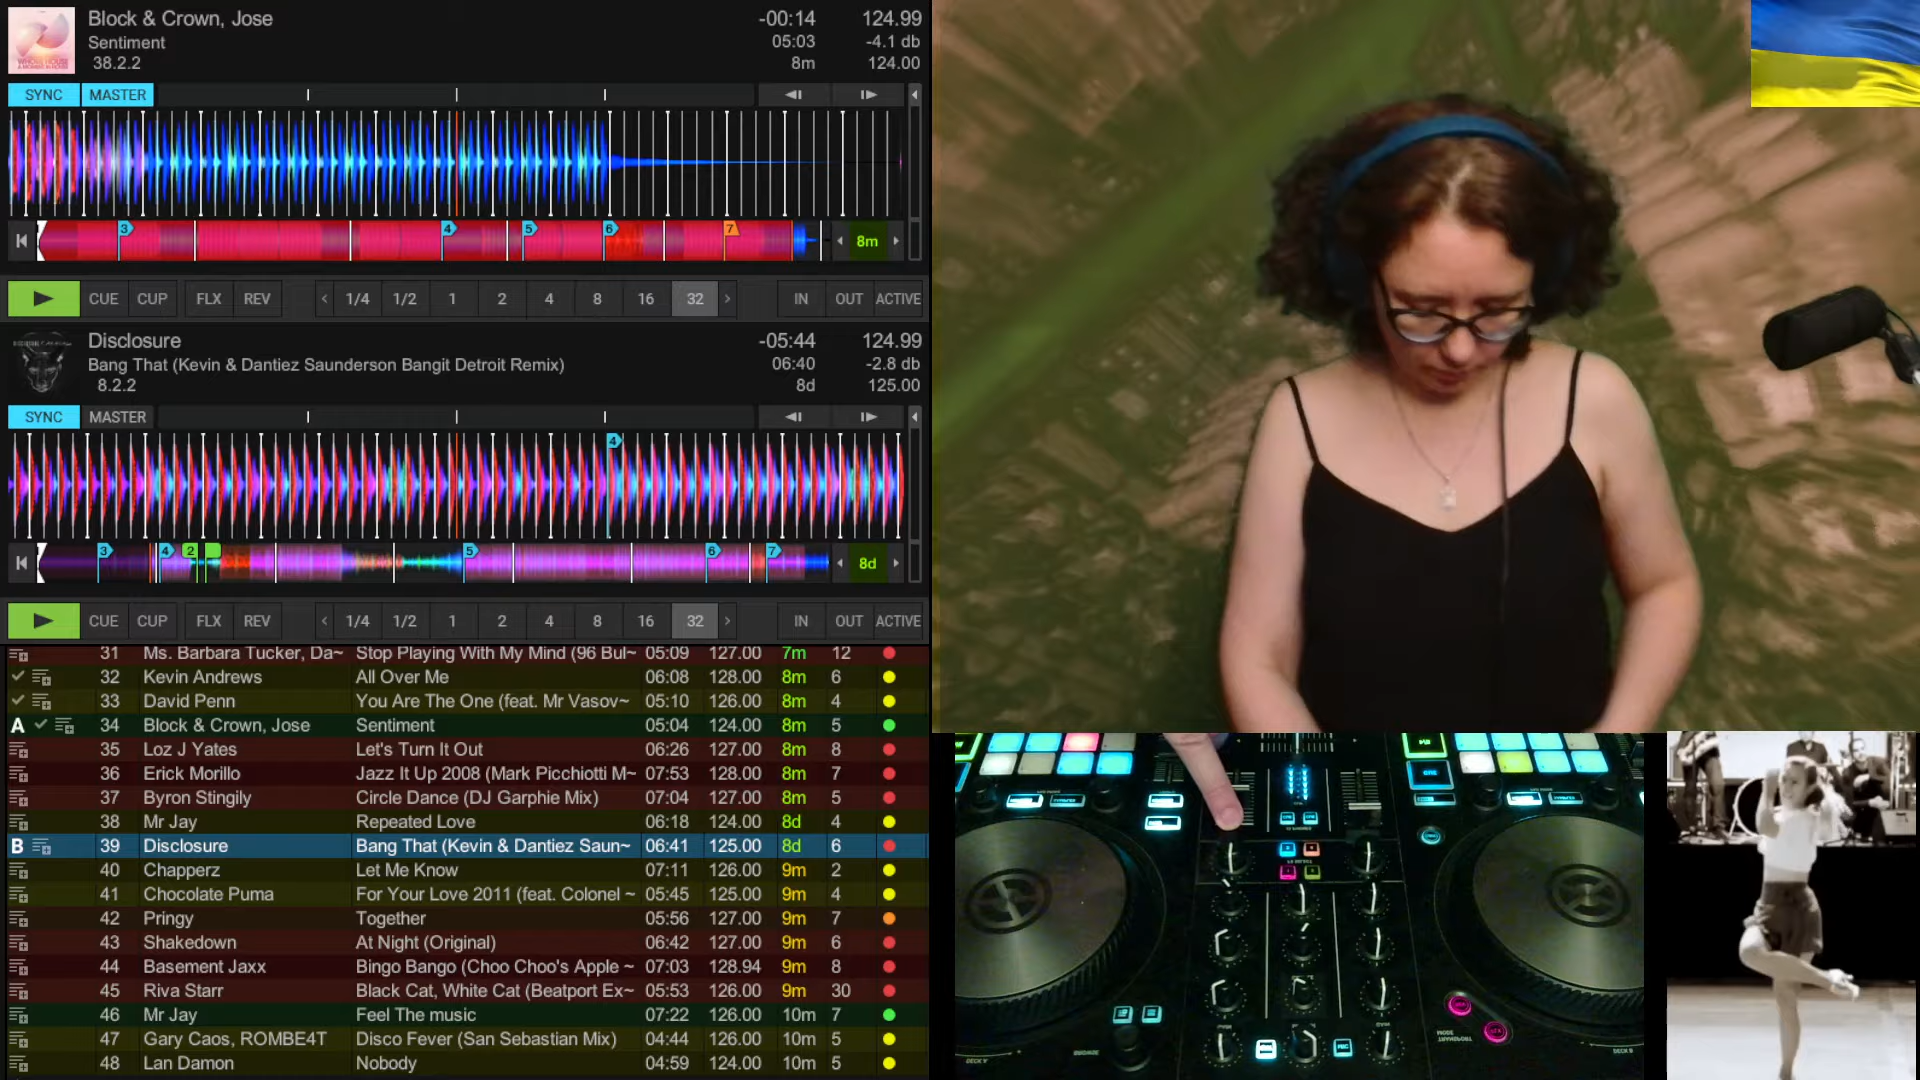 Block & Crown, Jose
-00:14
124.99
Sentiment
05:03
-4.1 db
38.2.2
8m
124.00
SYNC
MASTER
3
4
5
6
7
8m
CUE
CUP
FLX
REV
1/4
1/2
1
2
4
8
16
32
IN
OUT
ACTIVE
Disclosure
-05:44
124.99
Bang That (Kevin & Dantiez Saunderson Bangit Detroit Remix)
06:40
-2.8 db
8.2.2
8d
125.00
SYNC
MASTER
4
3
4
2
5
6
7
8d
CUE
CUP
FLX
REV
1/4
1/2
1
2
4
8
16
32
IN
OUT
ACTIVE
31 Ms. Barbara Tucker, Da~ Stop Playing With My Mind (96 Bul~ 05:09 127.00 7m 12
32 Kevin Andrews All Over Me 06:08 128.00 8m 6
33 David Penn You Are The One (feat. Mr Vasov~ 05:10 126.00 8m 4
A 34 Block & Crown, Jose Sentiment 05:04 124.00 8m 5
35 Loz J Yates Let's Turn It Out 06:26 127.00 8m 8
36 Erick Morillo Jazz It Up 2008 (Mark Picchiotti M~ 07:53 128.00 8m 7
37 Byron Stingily Circle Dance (DJ Garphie Mix) 07:04 127.00 8m 5
38 Mr Jay Repeated Love 06:18 124.00 8d 4
B 39 Disclosure Bang That (Kevin & Dantiez Saun~ 06:41 125.00 8d 6
40 Chapperz Let Me Know 07:11 126.00 9m 2
41 Chocolate Puma For Your Love 2011 (feat. Colonel ~ 05:45 125.00 9m 4
42 Pringy Together 05:56 127.00 9m 7
43 Shakedown At Night (Original) 06:42 127.00 9m 6
44 Basement Jaxx Bingo Bango (Choo Choo's Apple ~ 07:03 128.94 9m 8
45 Riva Starr Black Cat, White Cat (Beatport Ex~ 05:53 126.00 9m 30
46 Mr Jay Feel The music 07:22 126.00 10m 7
47 Gary Caos, ROMBE4T Disco Fever (San Sebastian Mix) 04:44 126.00 10m 5
48 Lan Damon Nobody 04:59 124.00 10m 5